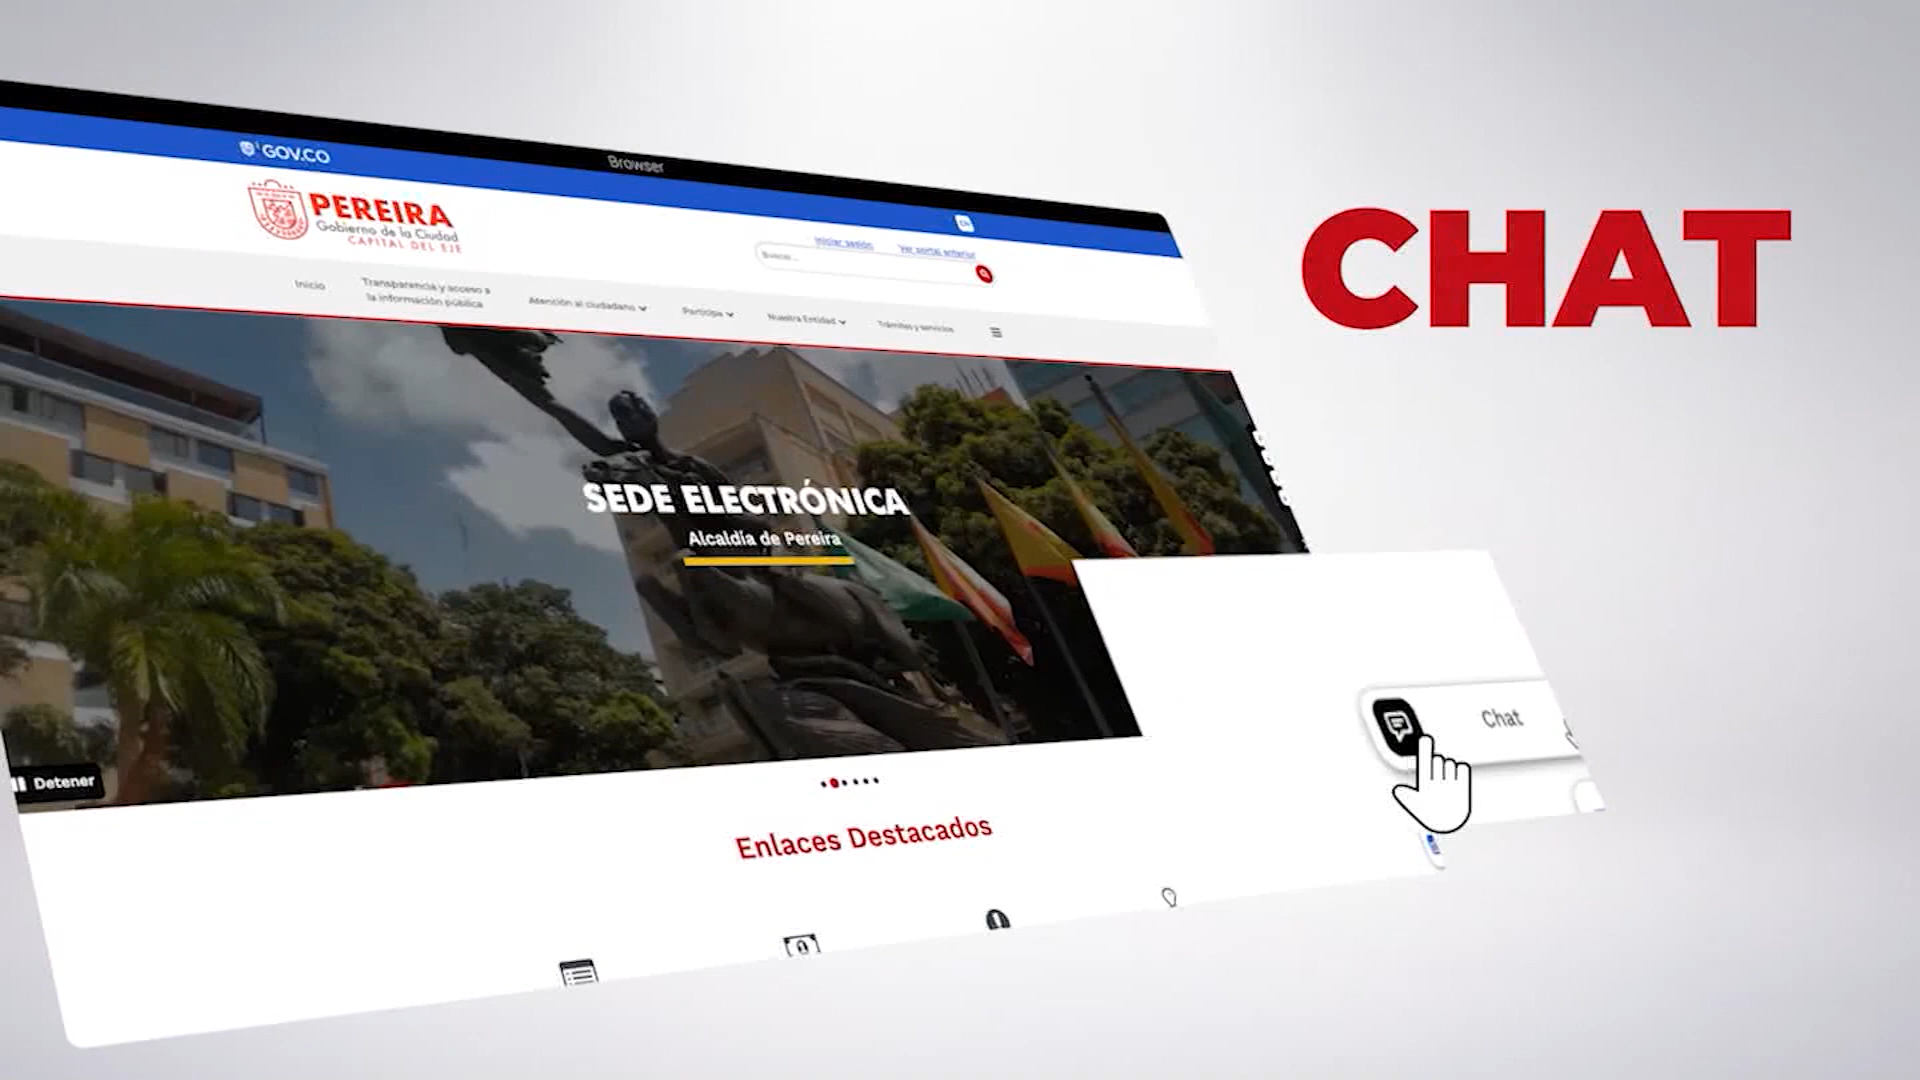 Browser
GOV.CO
CHAT
PEREIRA
Gobierno de la Ciudad
CAPITAL DEL EJE
Iniciar sesión
Ver portal anterior
Buscar...
Inicio
Transparencia y acceso a
la información pública
Atención al ciudadano
Participa
Nuestra Entidad
Trámites y servicios
SEDE ELECTRÓNICA
Alcaldía de Pereira
Chat
Detener
Enlaces Destacados